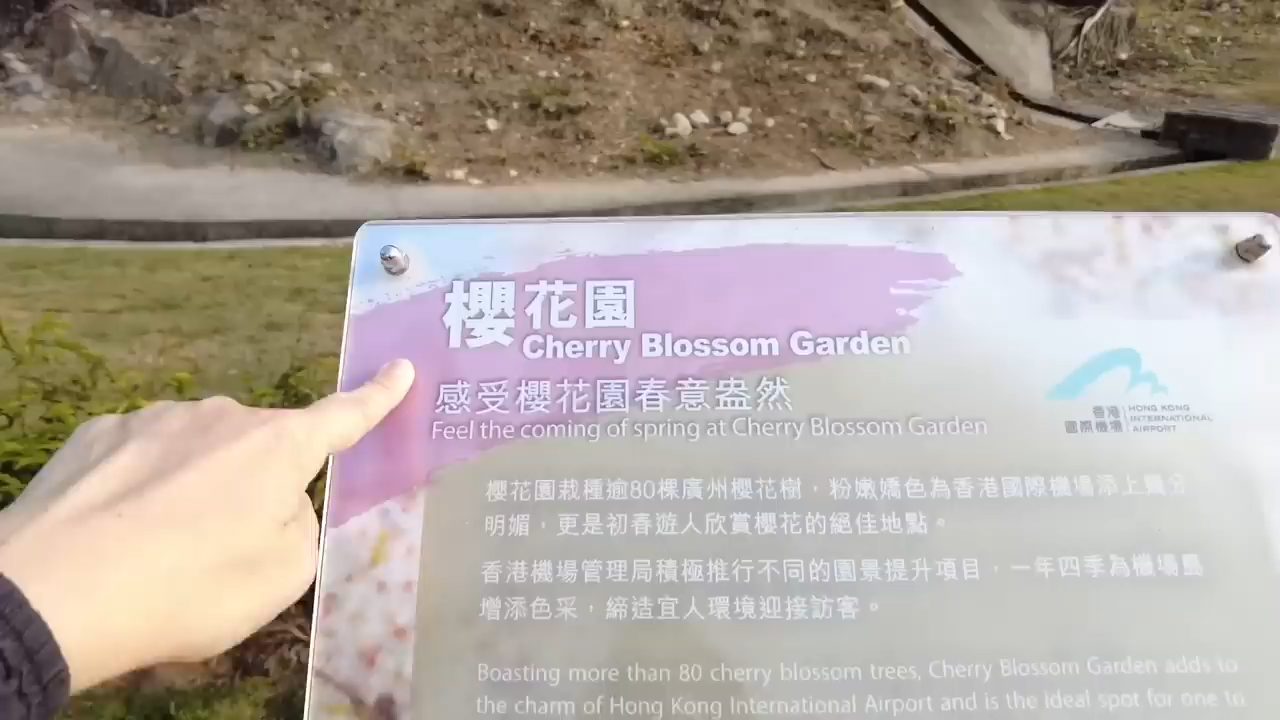 櫻花園
Cherry Blossom Garden
感受櫻花園春意盎然
Feel the coming of spring at Cherry Blossom Garden
香港
國際機場
HONG KONG
INTERNATIONAL
AIRPORT
櫻花園栽種逾80棵廣州櫻花樹，粉嫩嬌色為香港國際機場添上幾分
明媚，更是初春遊人欣賞櫻花的絕佳地點。
香港機場管理局積極推行不同的園景提升項目，一年四季為機場島
增添色采，締造宜人環境迎接訪客。
Boasting more than 80 cherry blossom trees, Cherry Blossom Garden adds to
the charm of Hong Kong International Airport and is the ideal spot for one to